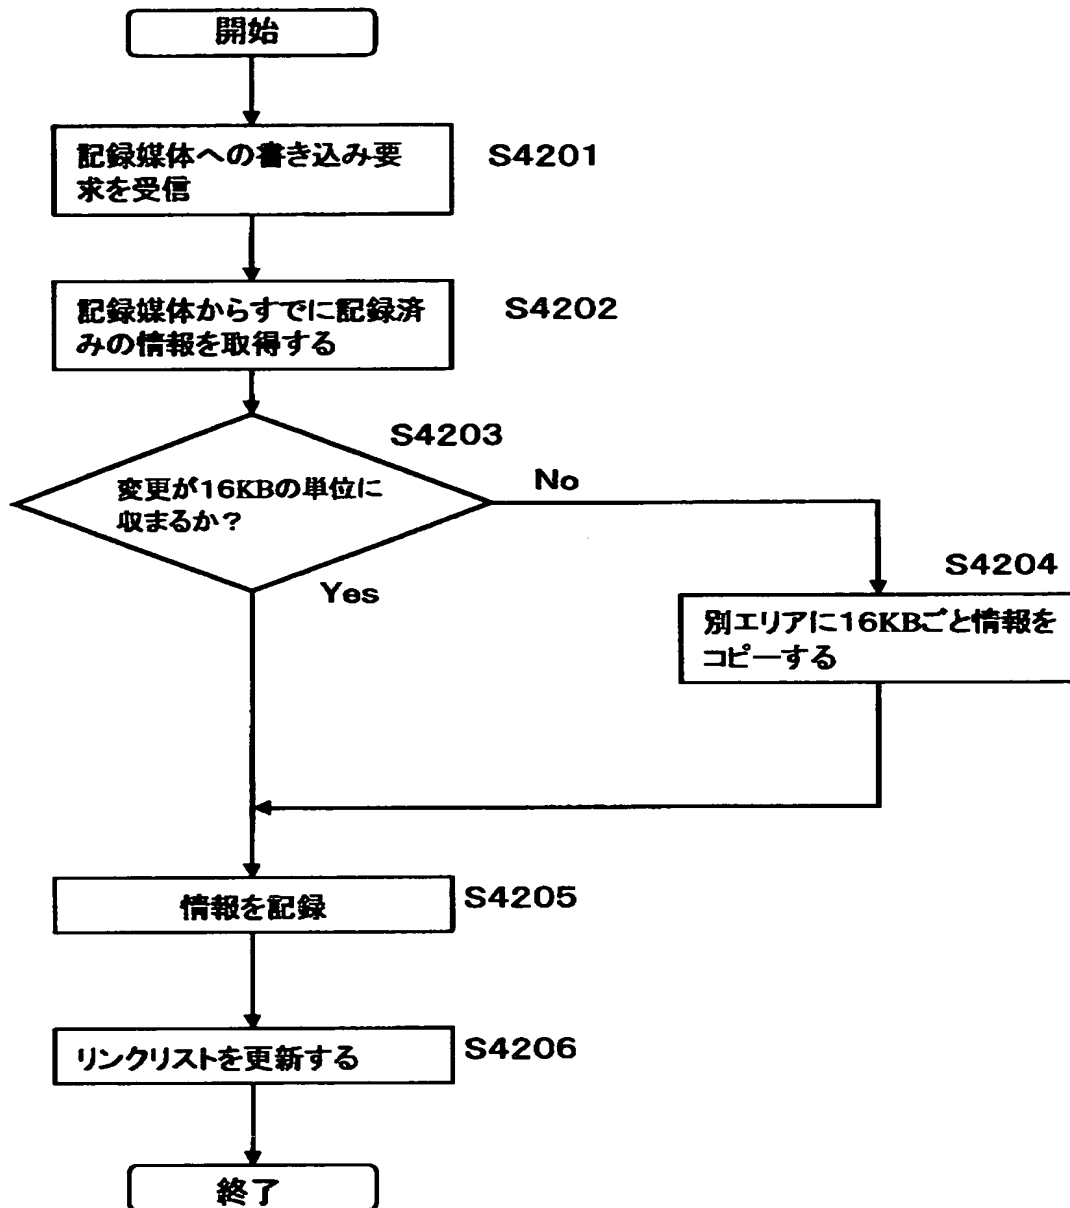 開始
記録媒体への書き込み要
求を受信
S4201
記録媒体からすでに記録済
みの情報を取得する
S4202
S4203
変更が16KBの単位に
収まるか?
No
Yes
S4204
別エリアに16KBごと情報を
コピーする
情報を記録
S4205
リンクリストを更新する
S4206
終了